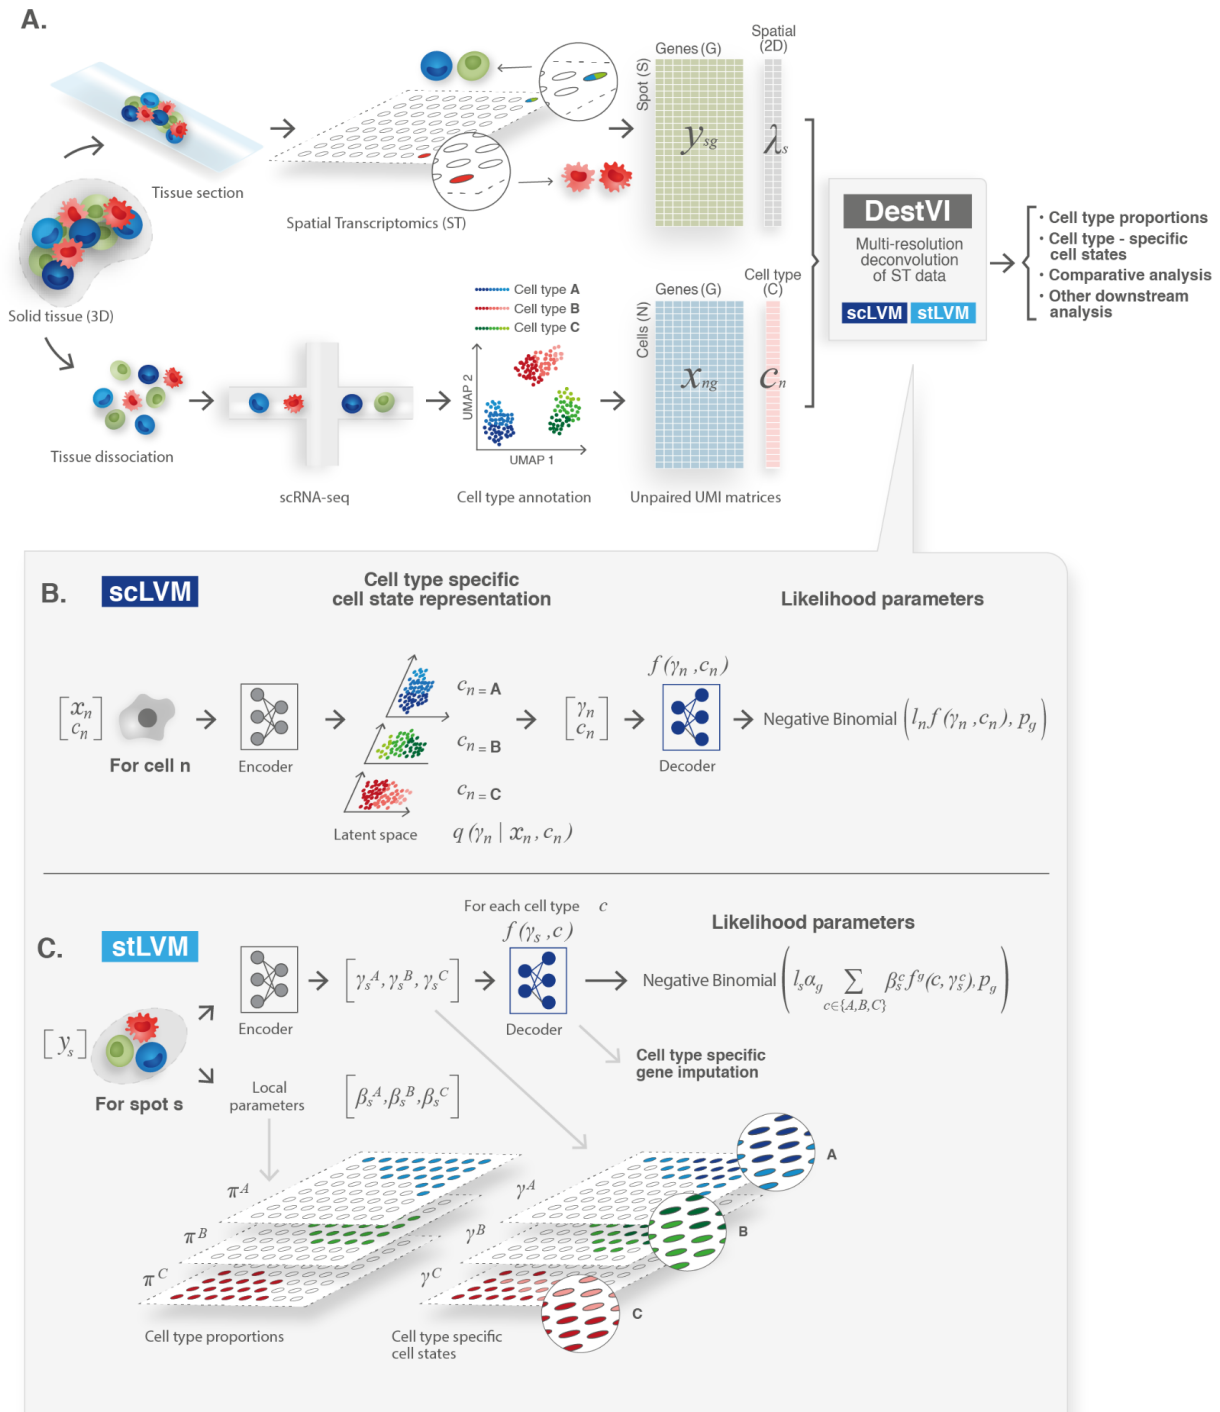 A.
Tissue section
Solid tissue (3D)
Tissue dissociation
Spatial Transcriptomics (ST)
scRNA-seq
Cell type A
Cell type B
Cell type C
UMAP 2
UMAP 1
Cell type annotation
Genes (G)
Spot (S)
y_sg
Spatial
(2D)
λ_s
Genes (G)
Cells (N)
x_ng
Cell type
(C)
c_n
Unpaired UMI matrices
DestVI
Multi-resolution
deconvolution
of ST data
scLVM stLVM
· Cell type proportions
· Cell type - specific
cell states
· Comparative analysis
· Other downstream
analysis
B. scLVM
Cell type specific
cell state representation
Likelihood parameters
[x_n
c_n]
For cell n
Encoder
c_n = A
c_n = B
c_n = C
Latent space
q(γ_n | x_n, c_n)
[γ_n
c_n]
f(γ_n, c_n)
Decoder
Negative Binomial (l_n f(γ_n, c_n), p_g)
C. stLVM
[y_s]
For spot s
Encoder
[γ_s^A, γ_s^B, γ_s^C]
For each cell type c
f(γ_s, c)
Decoder
Likelihood parameters
Negative Binomial (l_s α_g ∑_{c∈{A,B,C}} β_s^c f^g(c, γ_s^c), p_g)
Cell type specific
gene imputation
Local
parameters
[β_s^A, β_s^B, β_s^C]
π^A
π^B
π^C
Cell type proportions
γ^A
γ^B
γ^C
A
B
C
Cell type specific
cell states